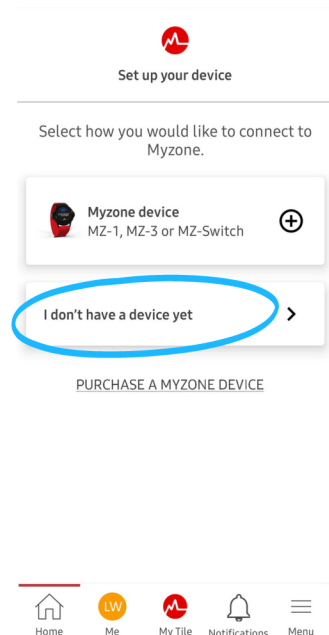 Set up your device
Select how you would like to connect to
Myzone.
Myzone device
MZ-1, MZ-3 or MZ-Switch
I don't have a device yet
PURCHASE A MYZONE DEVICE
LW
Home Me My Tile Notifications Menu